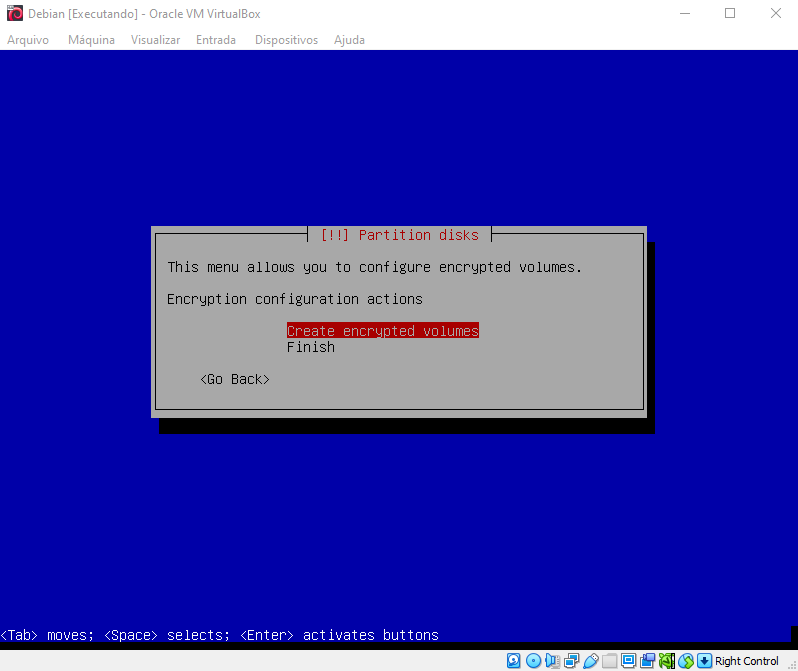 Debian [Executando] - Oracle VM VirtualBox
Arquivo Máquina Visualizar Entrada Dispositivos Ajuda
[!!] Partition disks
This menu allows you to configure encrypted volumes.
Encryption configuration actions
Create encrypted volumes
Finish
<Go Back>
<Tab> moves; <Space> selects; <Enter> activates buttons
Right Control